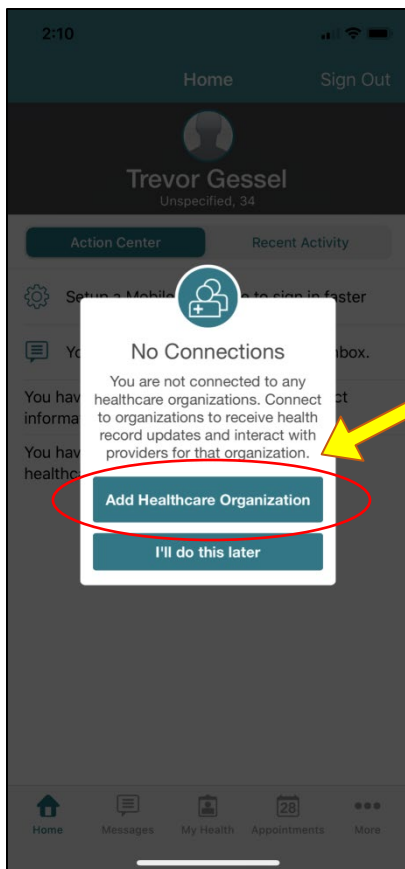 2:10
Home
Sign Out
Trevor Gessel
Unspecified, 34
Action Center
Recent Activity
Setup a Mobile to sign in faster
inbox.
No Connections
You are not connected to any
healthcare organizations. Connect
to organizations to receive health
record updates and interact with
providers for that organization.
You hav ct
informa
You hav
healthc
Add Healthcare Organization
I'll do this later
28
Home
Messages
My Health
Appointments
More